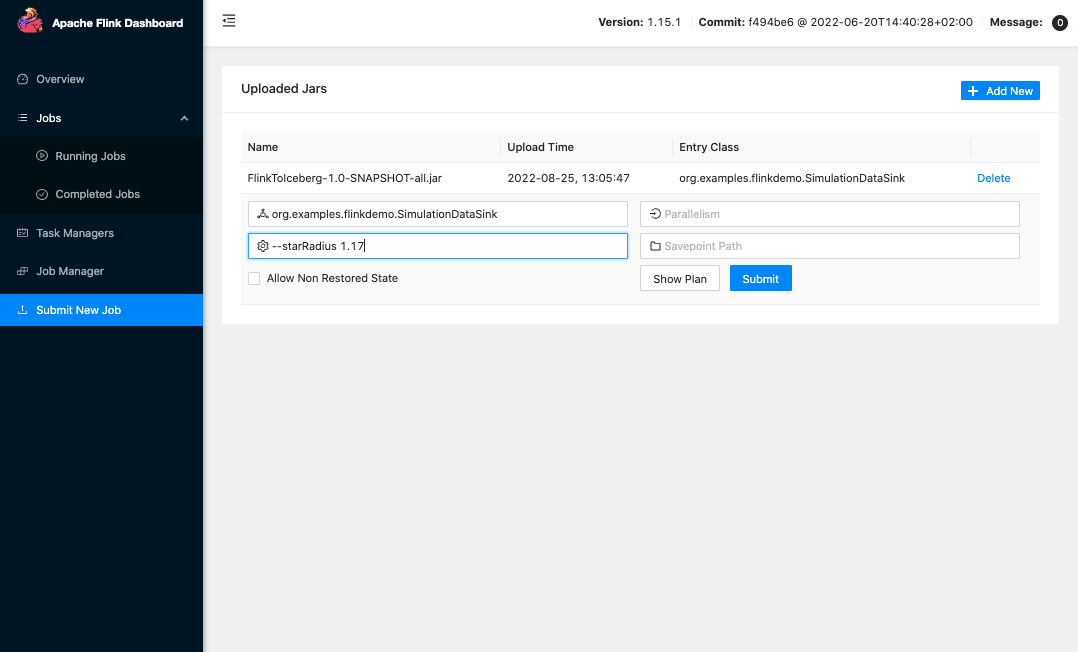 Apache Flink Dashboard
Version: 1.15.1 Commit: f494be6 @ 2022-06-20T14:40:28+02:00 Message: 0
Overview
Jobs
Running Jobs
Completed Jobs
Task Managers
Job Manager
Submit New Job
Uploaded Jars
Add New
Name Upload Time Entry Class
FlinkToIceberg-1.0-SNAPSHOT-all.jar 2022-08-25, 13:05:47 org.examples.flinkdemo.SimulationDataSink Delete
org.examples.flinkdemo.SimulationDataSink Parallelism
--starRadius 1.17 Savepoint Path
Allow Non Restored State Show Plan Submit